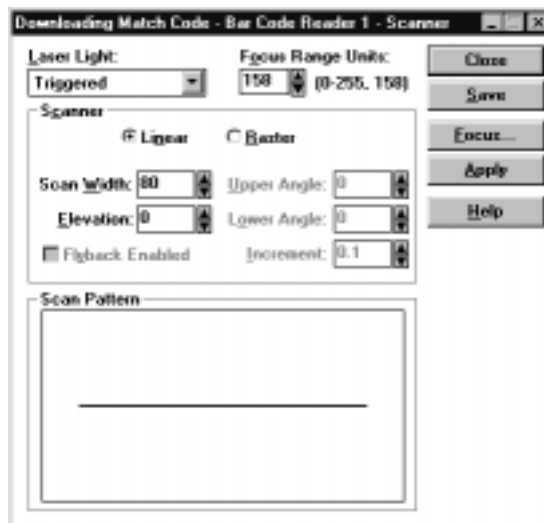 Downloading Match Code - Bar Code Reader 1 - Scanner
Laser Light:
Triggered
Focus Range Units:
158 (0-255, 158)
Close
Save
Focus...
Apply
Help
Scanner
Linear Raster
Scan Width: 80 Upper Angle: 0
Elevation: 0 Lower Angle: 0
Flyback Enabled Increment: 0.1
Scan Pattern